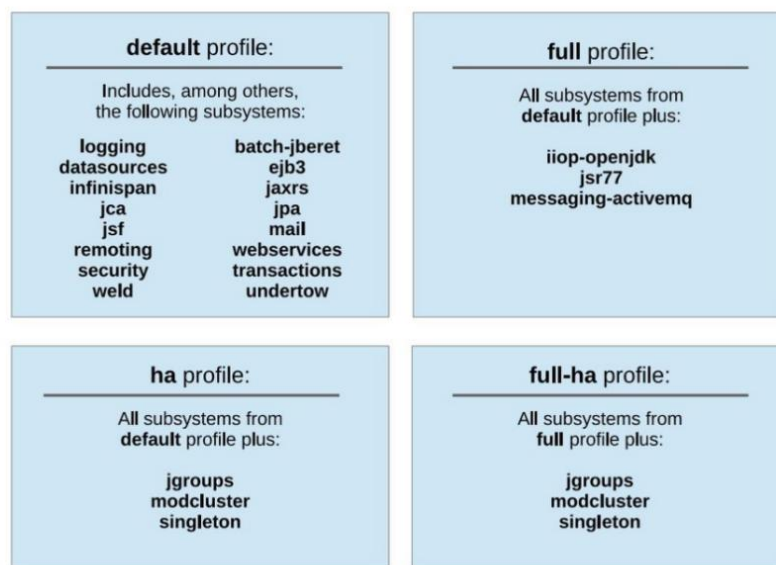 default profile:
Includes, among others,
the following subsystems:
logging
datasources
infinispan
jca
jsf
remoting
security
weld
batch-jberet
ejb3
jaxrs
jpa
mail
webservices
transactions
undertow
full profile:
All subsystems from
default profile plus:
iiop-openjdk
jsr77
messaging-activemq
ha profile:
All subsystems from
default profile plus:
jgroups
modcluster
singleton
full-ha profile:
All subsystems from
full profile plus:
jgroups
modcluster
singleton